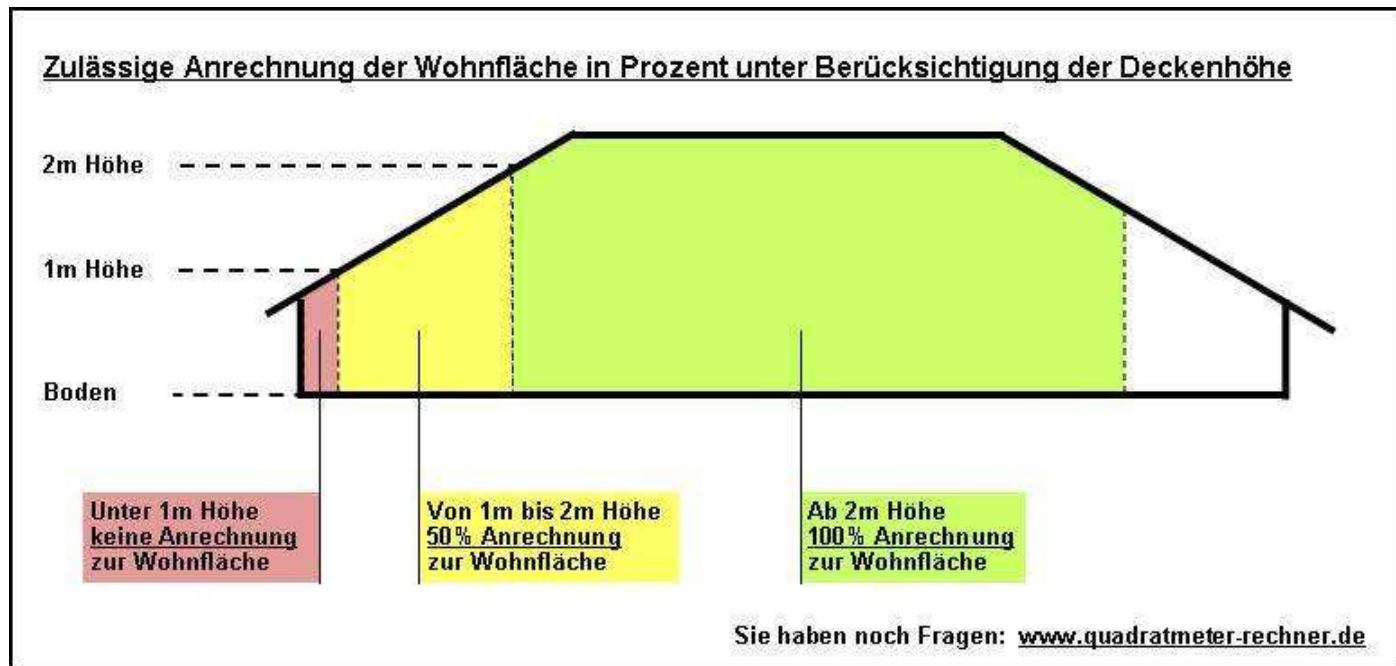 Zulässige Anrechnung der Wohnfläche in Prozent unter Berücksichtigung der Deckenhöhe
2m Höhe
1m Höhe
Boden
Unter 1m Höhe
keine Anrechnung
zur Wohnfläche
Von 1m bis 2m Höhe
50% Anrechnung
zur Wohnfläche
Ab 2m Höhe
100% Anrechnung
zur Wohnfläche
Sie haben noch Fragen: www.quadratmeter-rechner.de